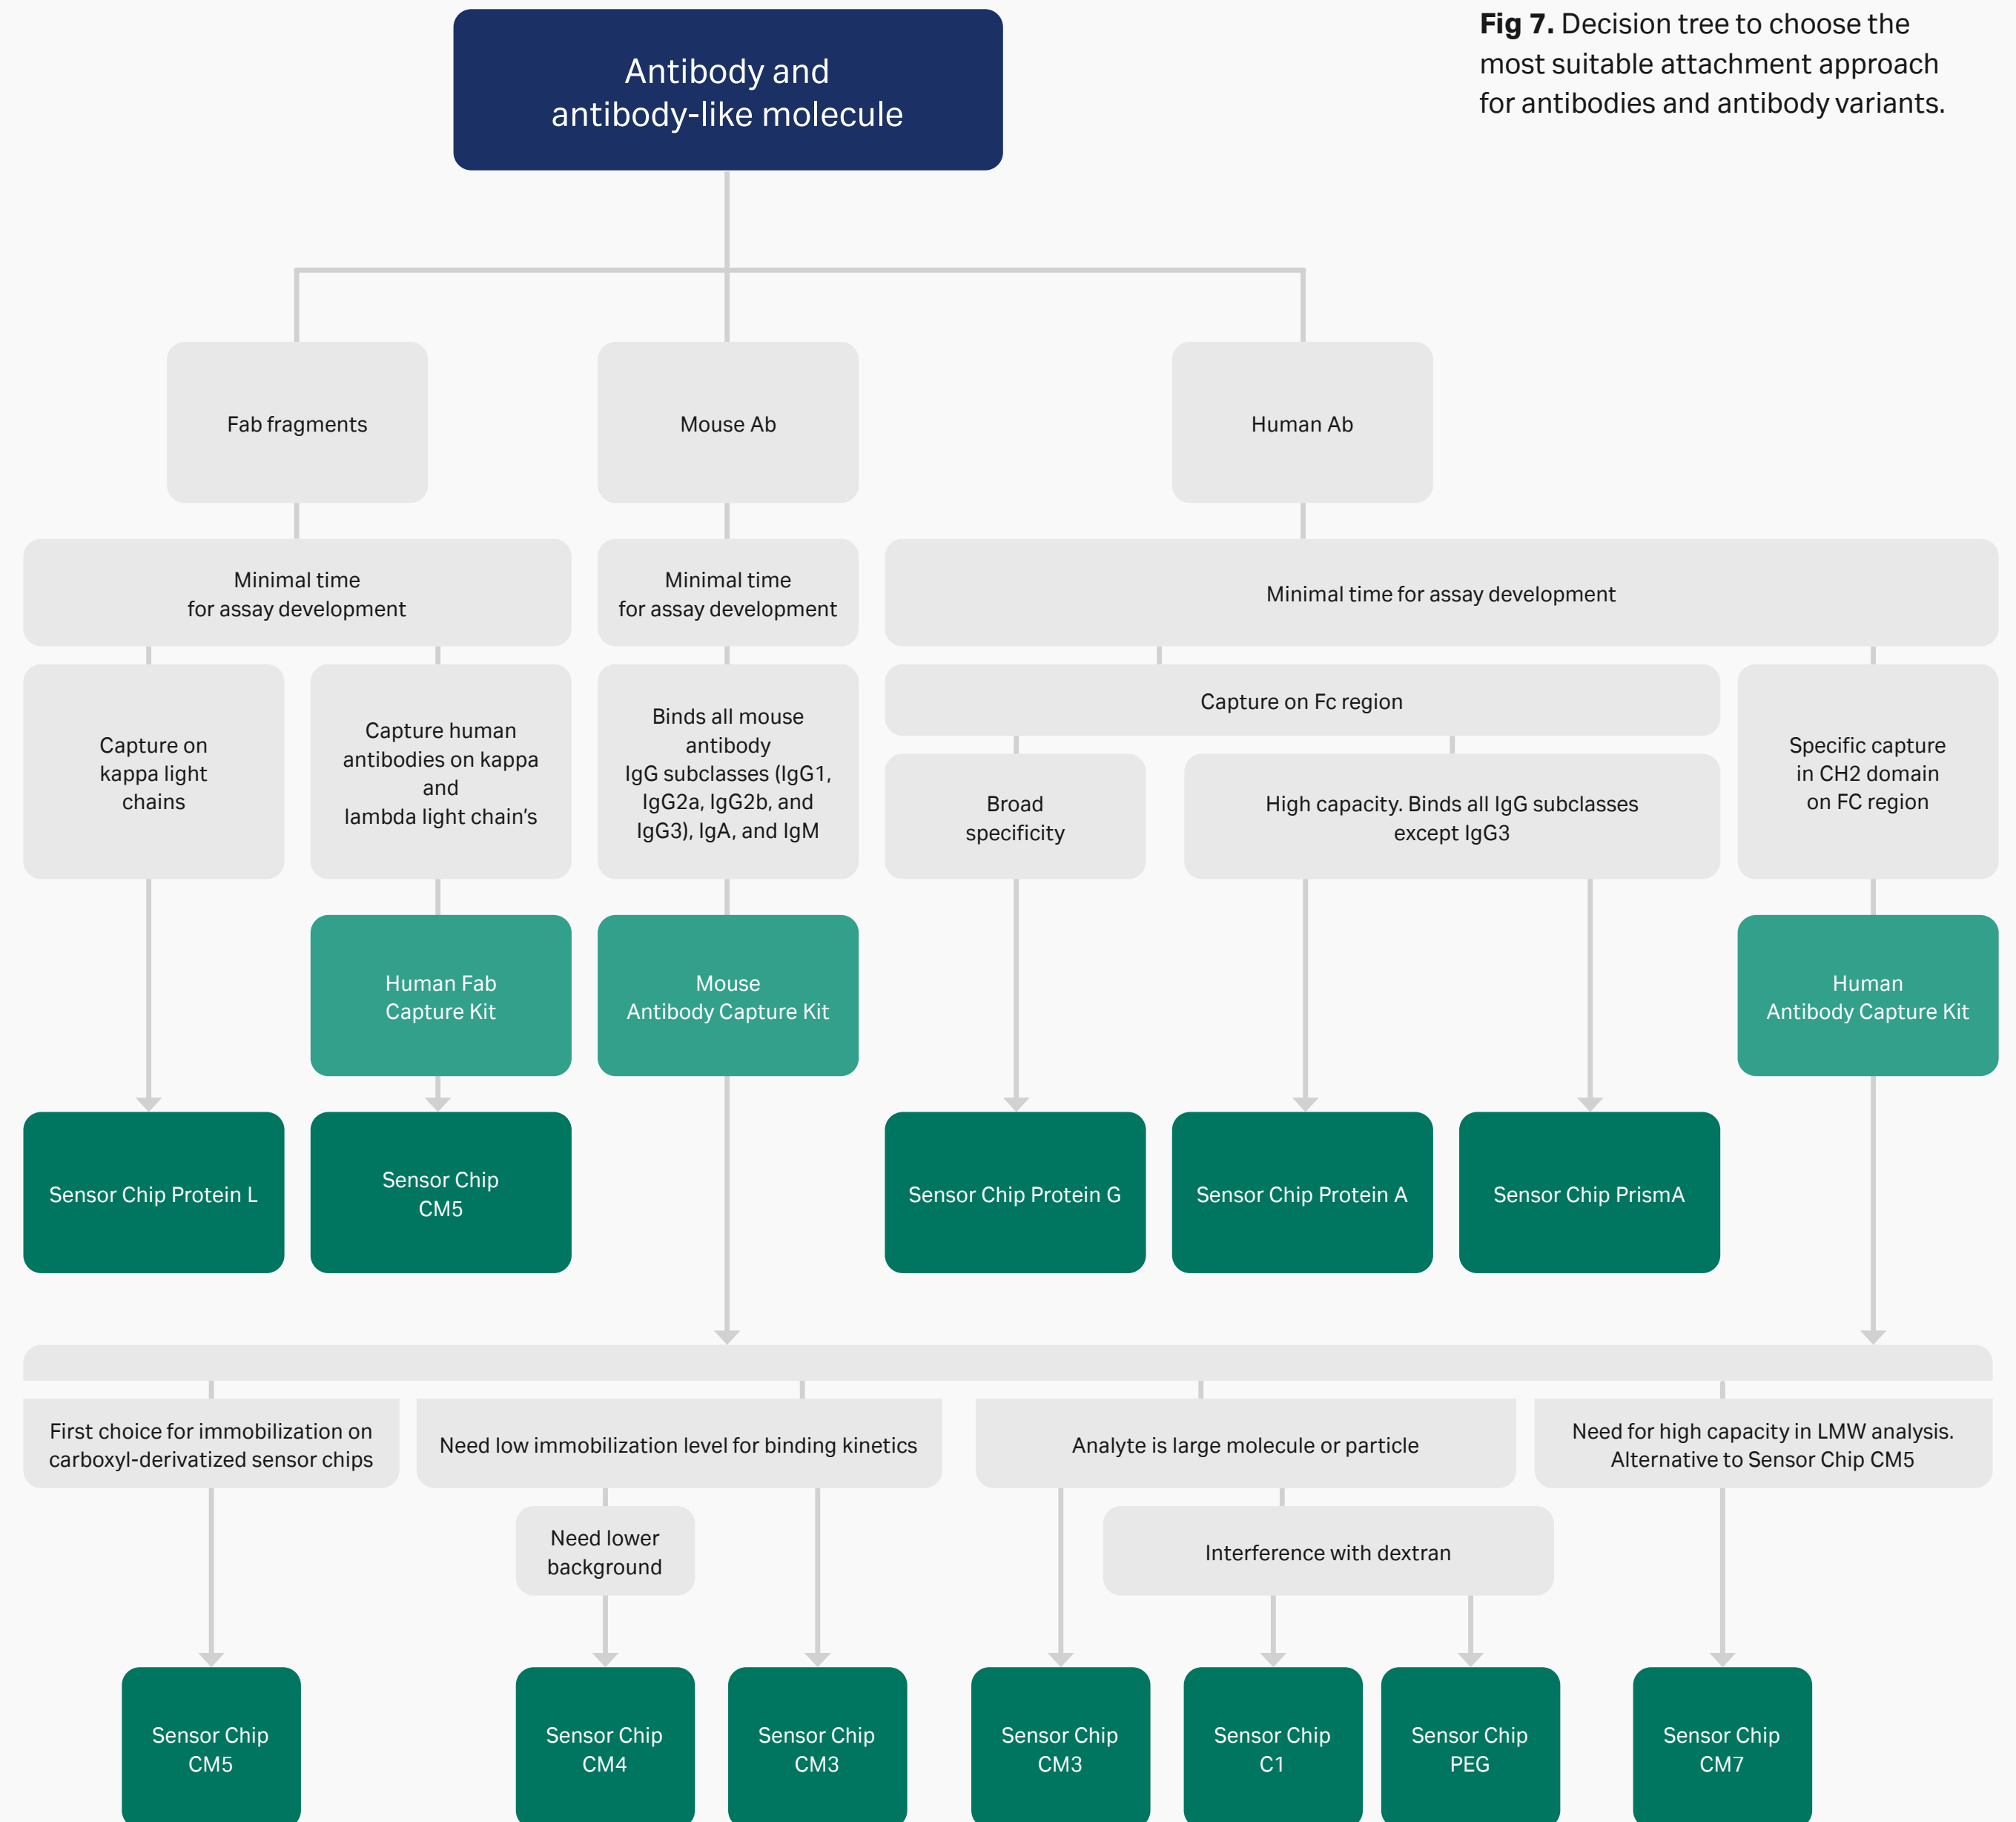 Antibody and
antibody-like molecule
Fig 7. Decision tree to choose the
most suitable attachment approach
for antibodies and antibody variants.
Fab fragments
Mouse Ab
Human Ab
Minimal time
for assay development
Minimal time
for assay development
Minimal time for assay development
Capture on
kappa light
chains
Capture human
antibodies on kappa
and
lambda light chain’s
Binds all mouse
antibody
IgG subclasses (IgG1,
IgG2a, IgG2b, and
IgG3), IgA, and IgM
Capture on Fc region
Broad
specificity
High capacity. Binds all IgG subclasses
except IgG3
Specific capture
in CH2 domain
on FC region
Human Fab
Capture Kit
Mouse
Antibody Capture Kit
Human
Antibody Capture Kit
Sensor Chip Protein L
Sensor Chip
CM5
Sensor Chip Protein G
Sensor Chip Protein A
Sensor Chip PrismA
First choice for immobilization on
carboxyl-derivatized sensor chips
Need low immobilization level for binding kinetics
Analyte is large molecule or particle
Need for high capacity in LMW analysis.
Alternative to Sensor Chip CM5
Need lower
background
Interference with dextran
Sensor Chip
CM5
Sensor Chip
CM4
Sensor Chip
CM3
Sensor Chip
CM3
Sensor Chip
C1
Sensor Chip
PEG
Sensor Chip
CM7